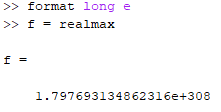 >> format long e
>> f = realmax
f =
1.797693134862316e+308